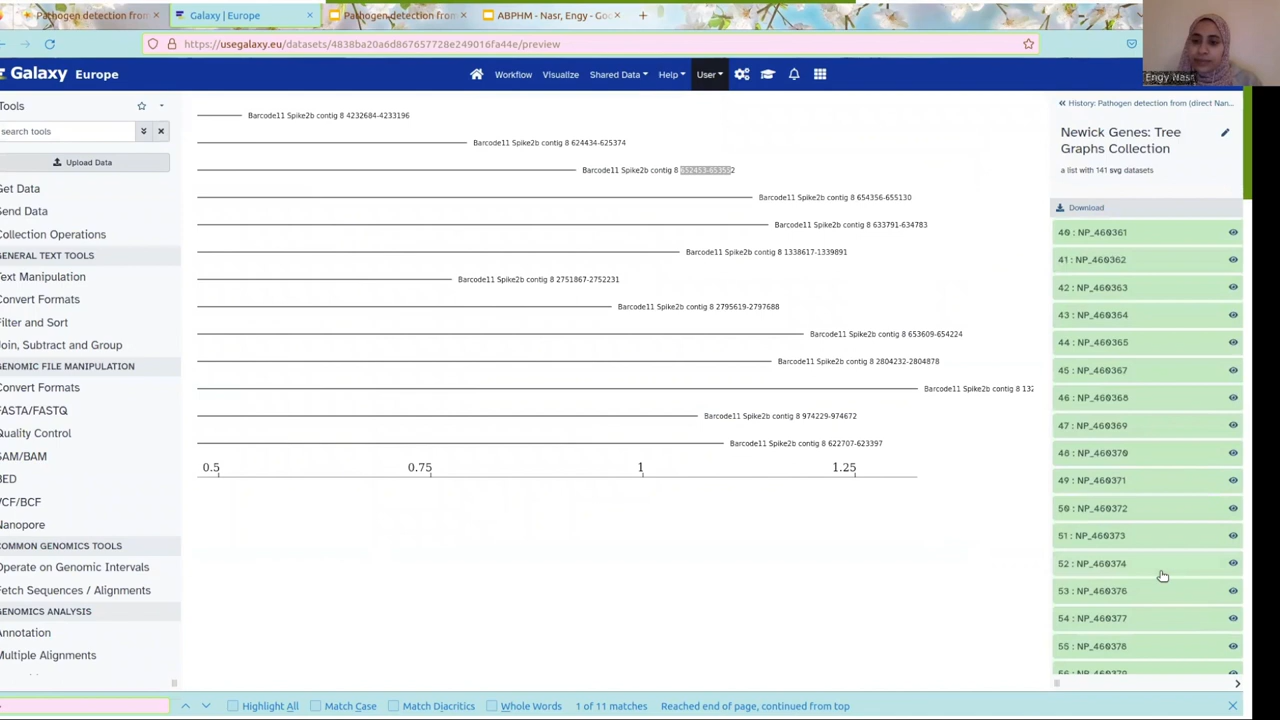 Pathogen detection from
Galaxy | Europe
Pathogen detection from
ABPHM - Nasr, Engy - Goo
https://usegalaxy.eu/datasets/4838ba20a6d867657728e249016fa44e/preview
Engy Nasr
Galaxy Europe
Workflow Visualize Shared Data Help User
Tools
search tools
Upload Data
Get Data
Send Data
Collection Operations
GENERAL TEXT TOOLS
Text Manipulation
Convert Formats
Filter and Sort
Join, Subtract and Group
GENOMIC FILE MANIPULATION
Convert Formats
FASTA/FASTQ
Quality Control
SAM/BAM
BED
VCF/BCF
Nanopore
COMMON GENOMICS TOOLS
Operate on Genomic Intervals
Fetch Sequences / Alignments
GENOMICS ANALYSIS
Annotation
Multiple Alignments
Barcode11 Spike2b contig 8 4232684-4233196
Barcode11 Spike2b contig 8 624434-625374
Barcode11 Spike2b contig 8
Barcode11 Spike2b contig 8 654356-655130
Barcode11 Spike2b contig 8 633791-634783
Barcode11 Spike2b contig 8 1338617-1339891
Barcode11 Spike2b contig 8 2751867-2752231
Barcode11 Spike2b contig 8 2795619-2797688
Barcode11 Spike2b contig 8 653609-654224
Barcode11 Spike2b contig 8 2804232-2804878
Barcode11 Spike2b contig 8 132
Barcode11 Spike2b contig 8 974229-974672
Barcode11 Spike2b contig 8 622707-623397
0.5 0.75 1 1.25
« History: Pathogen detection from (direct Nan...
Newick Genes: Tree
Graphs Collection
a list with 141 svg datasets
Download
40 : NP_460361
41 : NP_460362
42 : NP_460363
43 : NP_460364
44 : NP_460365
45 : NP_460367
46 : NP_460368
47 : NP_460369
48 : NP_460370
49 : NP_460371
50 : NP_460372
51 : NP_460373
52 : NP_460374
53 : NP_460376
54 : NP_460377
55 : NP_460378
56 : NP_460379
Highlight All Match Case Match Diacritics Whole Words 1 of 11 matches Reached end of page, continued from top